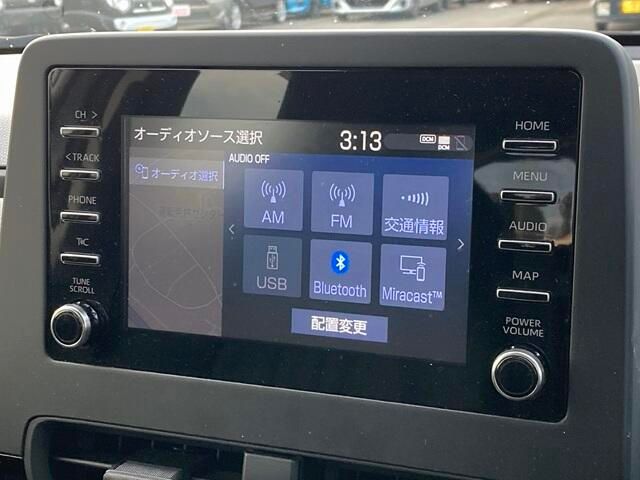 CH >
< TRACK
PHONE
T/C
TUNE
SCROLL
オーディオソース選択
3:13
DCM
DCM
オーディオ選択
AUDIO OFF
AM
FM
交通情報
USB
Bluetooth
Miracast™
配置変更
HOME
MENU
AUDIO
MAP
POWER
VOLUME